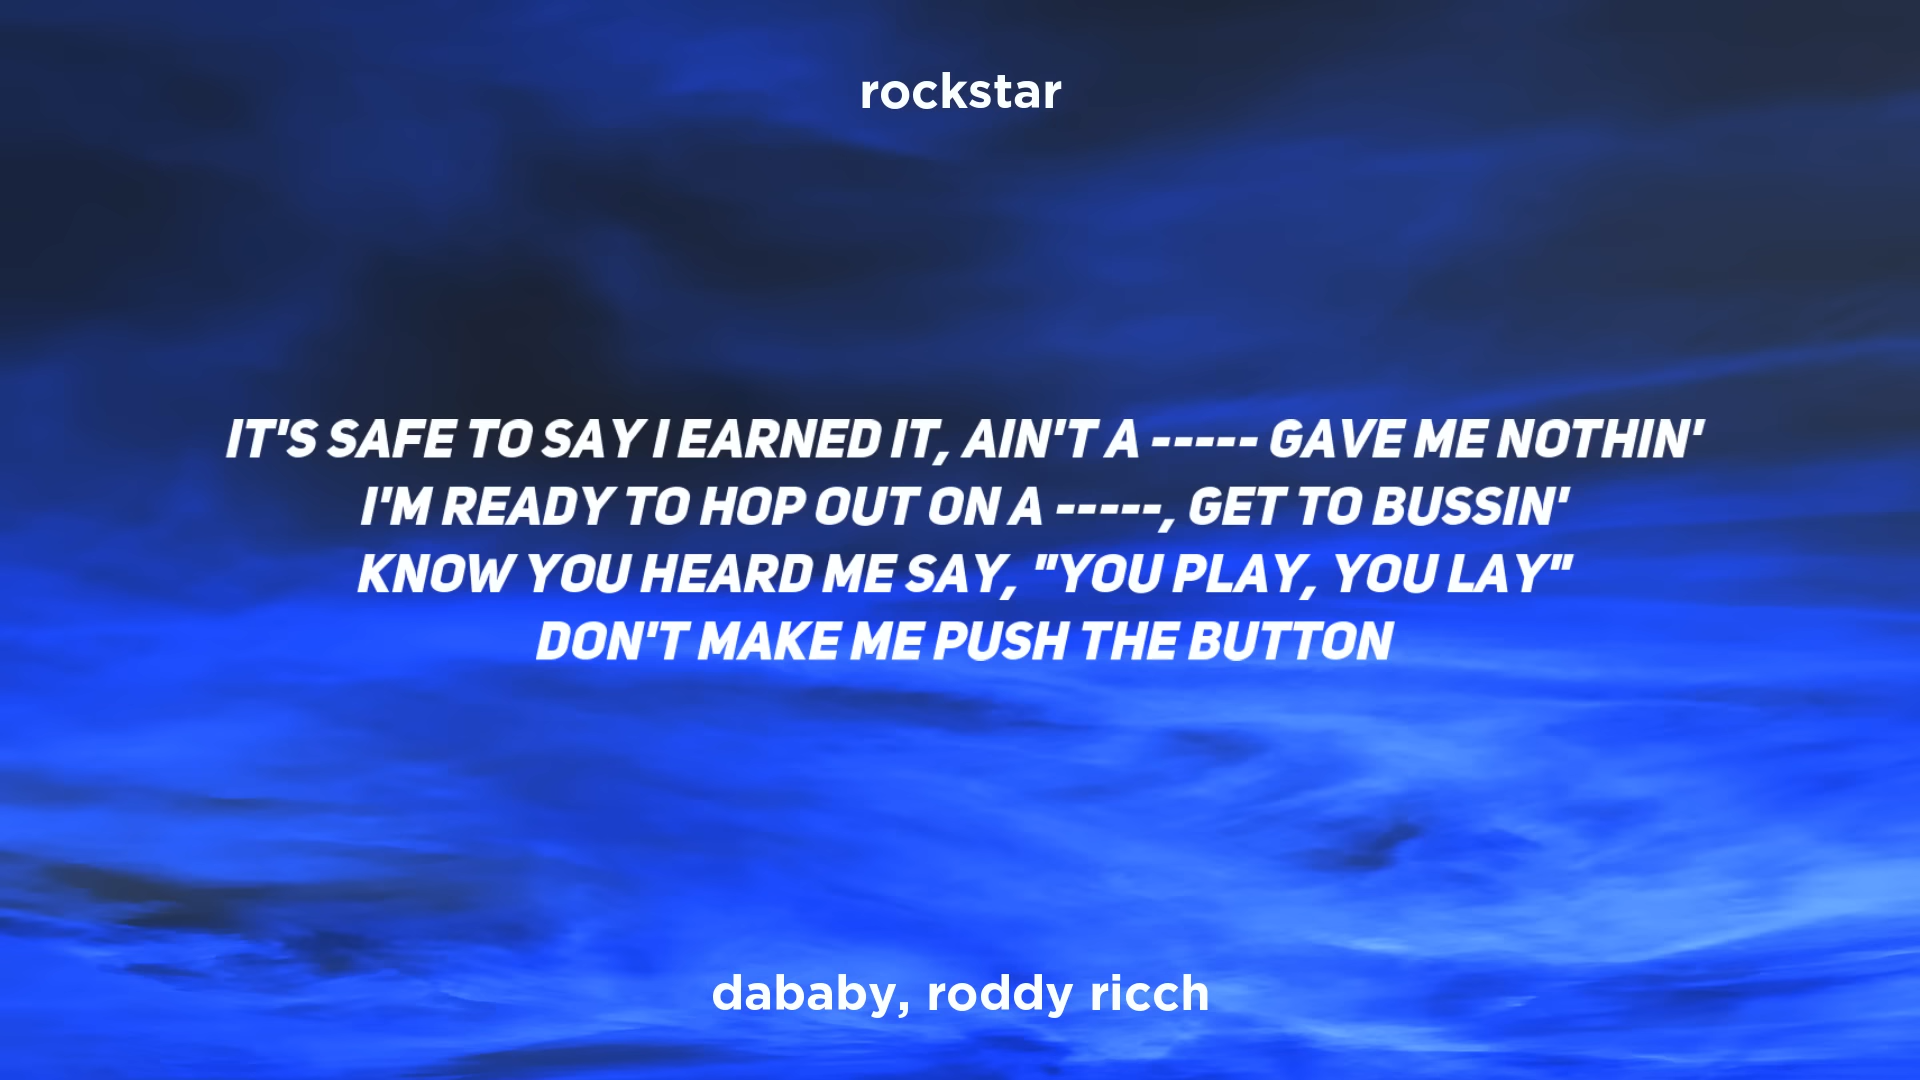 rockstar
IT'S SAFE TO SAY I EARNED IT, AIN'T A ----- GAVE ME NOTHIN'
I'M READY TO HOP OUT ON A -----, GET TO BUSSIN'
KNOW YOU HEARD ME SAY, "YOU PLAY, YOU LAY"
DON'T MAKE ME PUSH THE BUTTON
dababy, roddy ricch